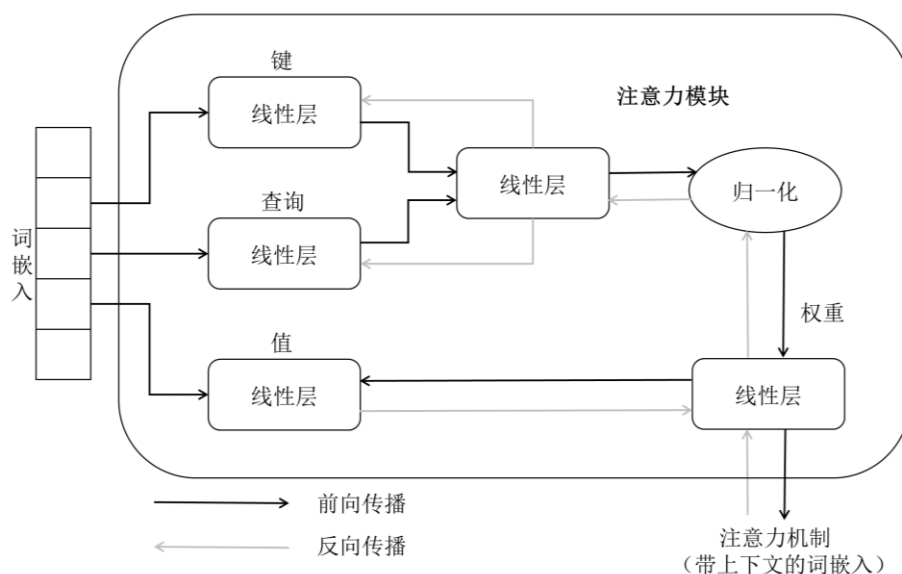 键
线性层
注意力模块
线性层
归一化
查询
线性层
词嵌入
权重
值
线性层
线性层
前向传播
反向传播
注意力机制
（带上下文的词嵌入）